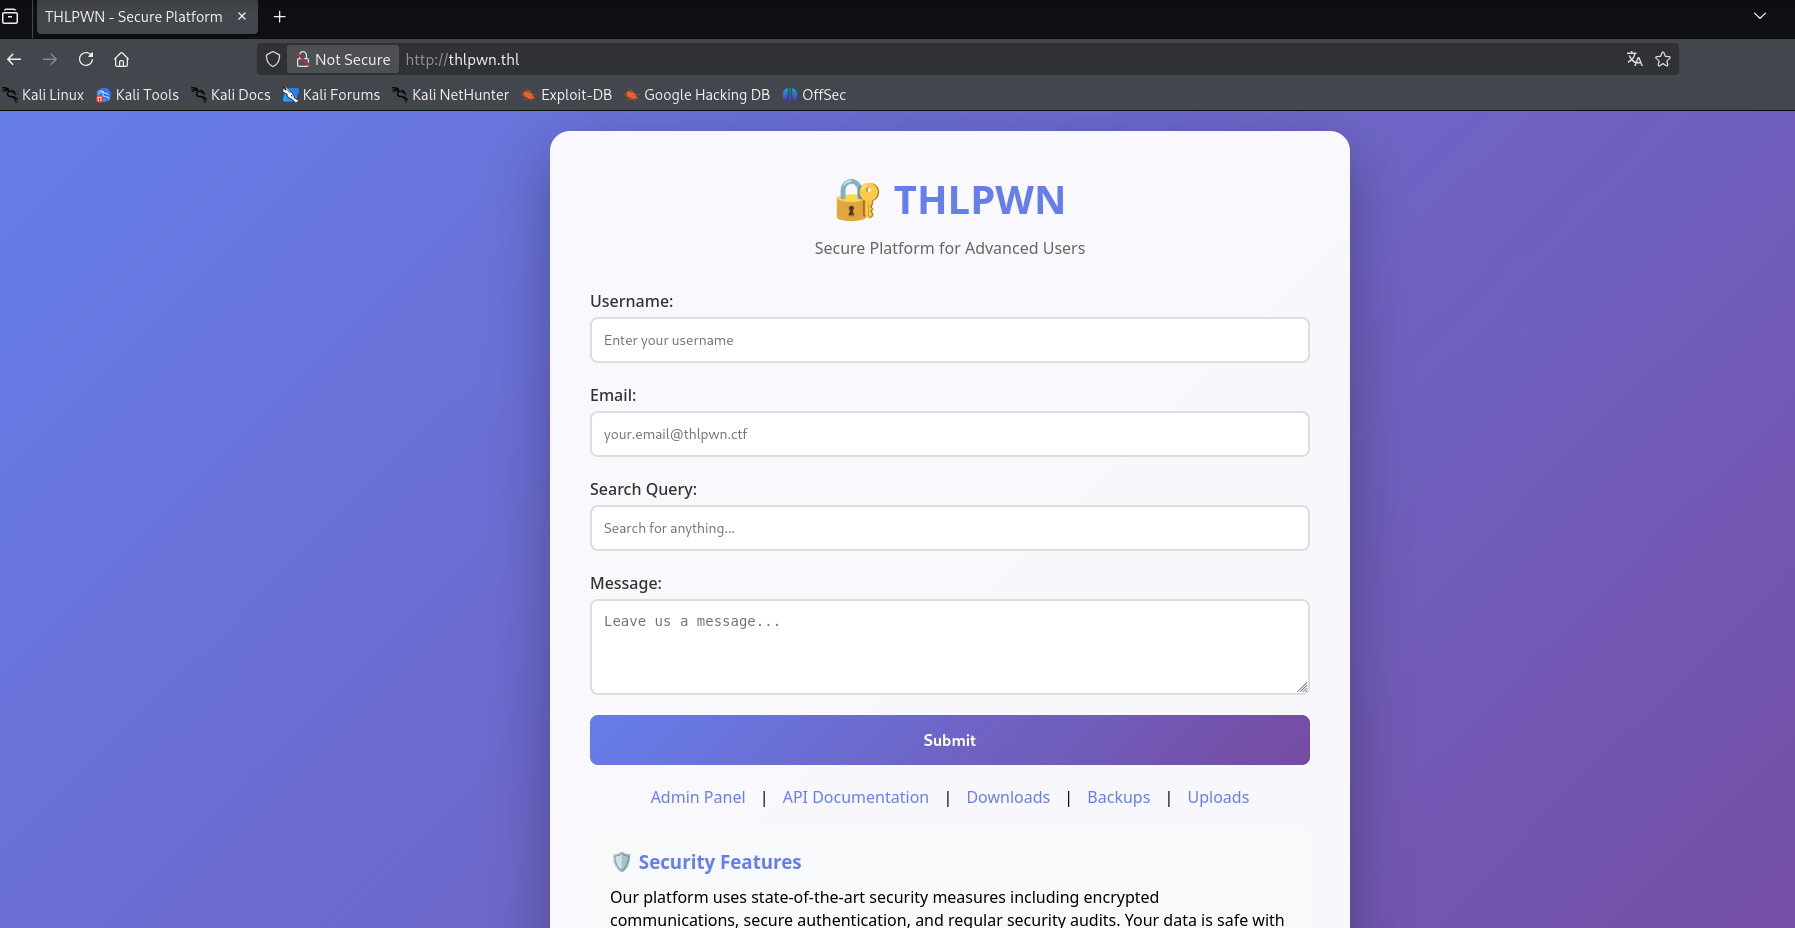 THLPWN - Secure Platform
Not Secure http://thlpwn.thl
Kali Linux Kali Tools Kali Docs Kali Forums Kali NetHunter Exploit-DB Google Hacking DB OffSec
🔐 THLPWN
Secure Platform for Advanced Users
Username:
Enter your username
Email:
your.email@thlpwn.ctf
Search Query:
Search for anything...
Message:
Leave us a message...
Submit
Admin Panel | API Documentation | Downloads | Backups | Uploads
🛡️ Security Features
Our platform uses state-of-the-art security measures including encrypted
communications, secure authentication, and regular security audits. Your data is safe with